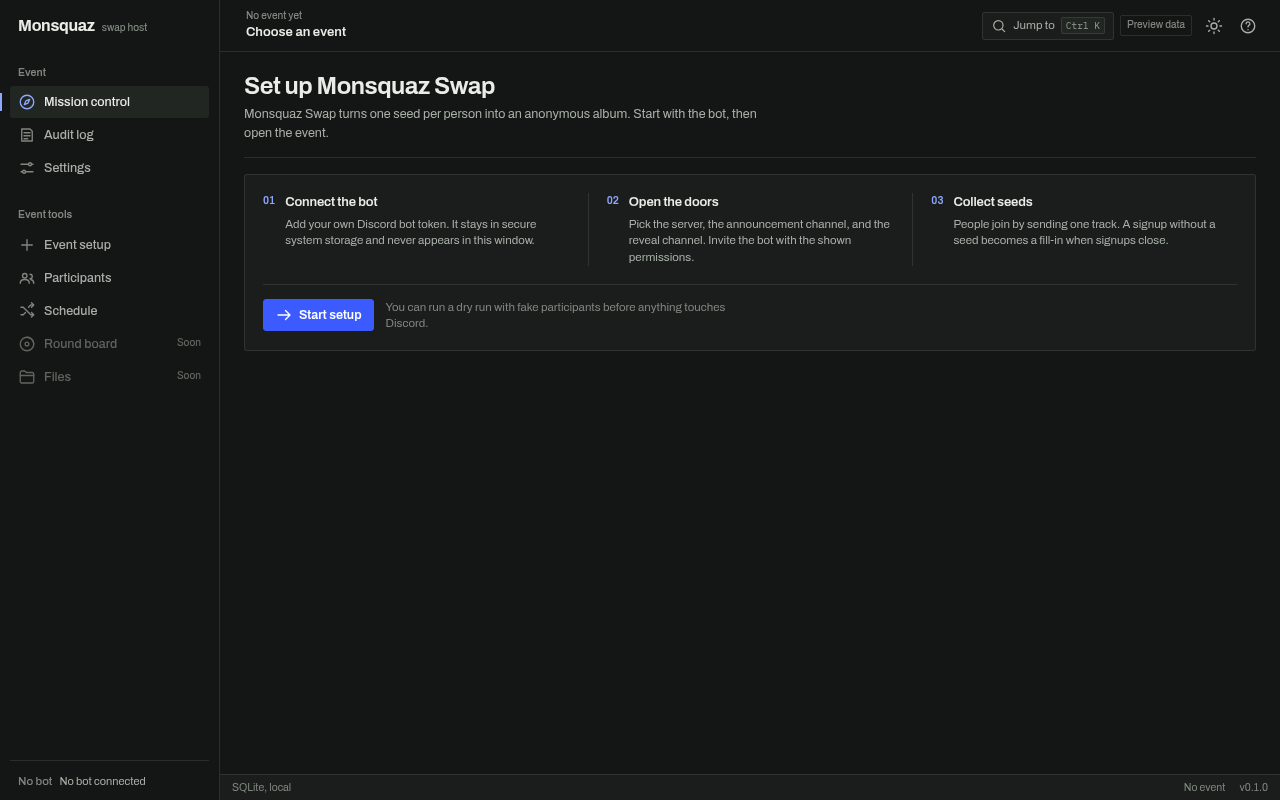 Monsquaz swap host
Event
Mission control
Audit log
Settings
Event tools
Event setup
Participants
Schedule
Round board Soon
Files Soon
No bot No bot connected
No event yet
Choose an event
Jump to Ctrl K
Preview data
Set up Monsquaz Swap
Monsquaz Swap turns one seed per person into an anonymous album. Start with the bot, then
open the event.
01 Connect the bot
Add your own Discord bot token. It stays in secure
system storage and never appears in this window.
02 Open the doors
Pick the server, the announcement channel, and the
reveal channel. Invite the bot with the shown
permissions.
03 Collect seeds
People join by sending one track. A signup without a
seed becomes a fill-in when signups close.
Start setup
You can run a dry run with fake participants before anything touches
Discord.
SQLite, local
No event v0.1.0